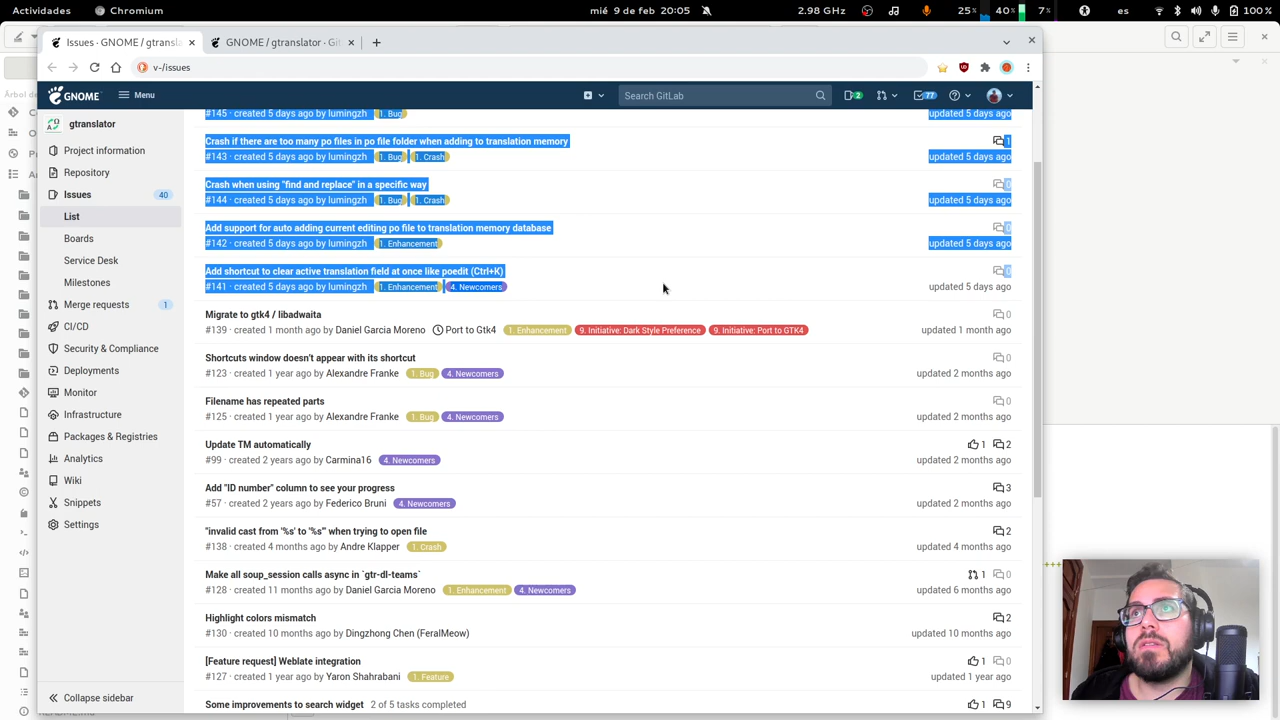 Actividades
Chromium
mié 9 de feb 20:05
2.98 GHz
25%
40%
7%
es
100 %
Issues · GNOME / gtransla
GNOME / gtranslator · Git
v-/issues
GNOME
Menu
Search GitLab
2
77
gtranslator
Project information
Repository
Issues 40
List
Boards
Service Desk
Milestones
Merge requests 1
CI/CD
Security & Compliance
Deployments
Monitor
Infrastructure
Packages & Registries
Analytics
Wiki
Snippets
Settings
Collapse sidebar
#145 · created 5 days ago by lumingzh 1. Bug updated 5 days ago
Crash if there are too many po files in po file folder when adding to translation memory 1
#143 · created 5 days ago by lumingzh 1. Bug 1. Crash updated 5 days ago
Crash when using "find and replace" in a specific way 0
#144 · created 5 days ago by lumingzh 1. Bug 1. Crash updated 5 days ago
Add support for auto adding current editing po file to translation memory database 0
#142 · created 5 days ago by lumingzh 1. Enhancement updated 5 days ago
Add shortcut to clear active translation field at once like poedit (Ctrl+K) 0
#141 · created 5 days ago by lumingzh 1. Enhancement 4. Newcomers updated 5 days ago
Migrate to gtk4 / libadwaita 0
#139 · created 1 month ago by Daniel Garcia Moreno Port to Gtk4 1. Enhancement 9. Initiative: Dark Style Preference 9. Initiative: Port to GTK4 updated 1 month ago
Shortcuts window doesn't appear with its shortcut 0
#123 · created 1 year ago by Alexandre Franke 1. Bug 4. Newcomers updated 2 months ago
Filename has repeated parts 0
#125 · created 1 year ago by Alexandre Franke 1. Bug 4. Newcomers updated 2 months ago
Update TM automatically 1 2
#99 · created 2 years ago by Carmina16 4. Newcomers updated 2 months ago
Add "ID number" column to see your progress 3
#57 · created 2 years ago by Federico Bruni 4. Newcomers updated 2 months ago
"invalid cast from '%s' to '%s'" when trying to open file 2
#138 · created 4 months ago by Andre Klapper 1. Crash updated 4 months ago
Make all soup_session calls async in `gtr-dl-teams` 1 0
#128 · created 11 months ago by Daniel Garcia Moreno 1. Enhancement 4. Newcomers updated 6 months ago
Highlight colors mismatch 2
#130 · created 10 months ago by Dingzhong Chen (FeralMeow) updated 10 months ago
[Feature request] Weblate integration 1 0
#127 · created 1 year ago by Yaron Shahrabani 1. Feature updated 1 year ago
Some improvements to search widget 2 of 5 tasks completed 1 9